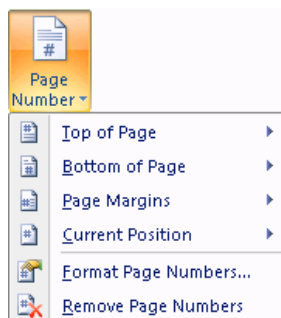 Page
Number
Top of Page
Bottom of Page
Page Margins
Current Position
Format Page Numbers...
Remove Page Numbers